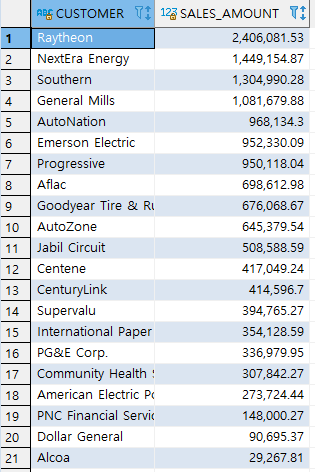 ABC CUSTOMER 123 SALES_AMOUNT
1 Raytheon 2,406,081.53
2 NextEra Energy 1,449,154.87
3 Southern 1,304,990.28
4 General Mills 1,081,679.88
5 AutoNation 968,134.3
6 Emerson Electric 952,330.09
7 Progressive 950,118.04
8 Aflac 698,612.98
9 Goodyear Tire & Ru 676,068.67
10 AutoZone 645,379.54
11 Jabil Circuit 508,588.59
12 Centene 417,049.24
13 CenturyLink 414,596.7
14 Supervalu 394,765.27
15 International Paper 354,128.59
16 PG&E Corp. 336,979.95
17 Community Health S 307,842.27
18 American Electric Po 273,724.44
19 PNC Financial Servic 148,000.27
20 Dollar General 90,695.37
21 Alcoa 29,267.81